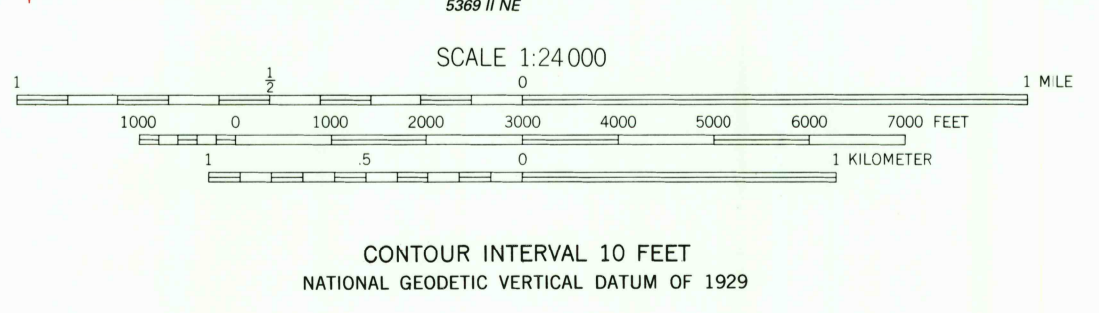 5369 II NE
SCALE 1:24 000
1 1/2 0 1 MILE
1000 0 1000 2000 3000 4000 5000 6000 7000 FEET
1 .5 0 1 KILOMETER
CONTOUR INTERVAL 10 FEET
NATIONAL GEODETIC VERTICAL DATUM OF 1929